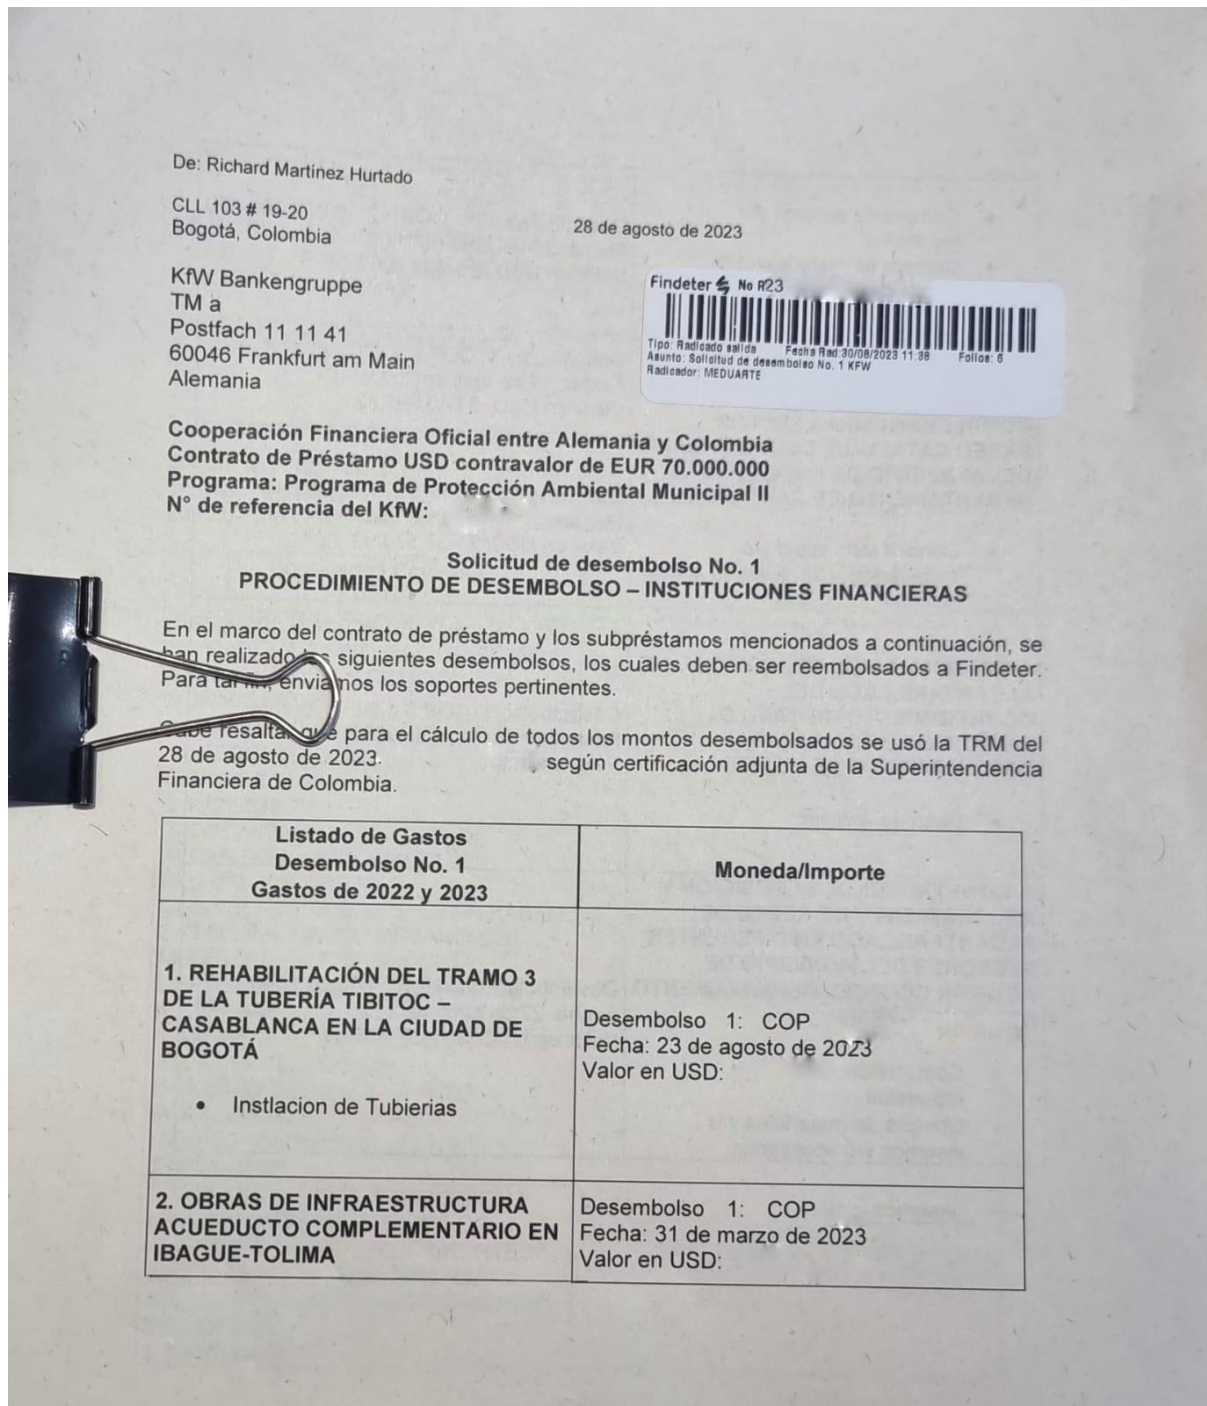 De: Richard Martínez Hurtado
CLL 103 # 19-20
Bogotá, Colombia
28 de agosto de 2023
KfW Bankengruppe
TM a
Postfach 11 11 41
60046 Frankfurt am Main
Alemania
Findeter No R23
Tipo: Radicado salida Fecha Rad:30/08/2023 11:38 Folios: 6
Asunto: Solicitud de desembolso No. 1 KFW
Radicador: MEDUARTE
Cooperación Financiera Oficial entre Alemania y Colombia
Contrato de Préstamo USD contravalor de EUR 70.000.000
Programa: Programa de Protección Ambiental Municipal II
N° de referencia del KfW:
Solicitud de desembolso No. 1
PROCEDIMIENTO DE DESEMBOLSO – INSTITUCIONES FINANCIERAS
En el marco del contrato de préstamo y los subpréstamos mencionados a continuación, se
han realizado siguientes desembolsos, los cuales deben ser reembolsados a Findeter.
Para tal enviamos los soportes pertinentes.
Cabe resaltar que para el cálculo de todos los montos desembolsados se usó la TRM del
28 de agosto de 2023. según certificación adjunta de la Superintendencia
Financiera de Colombia.
Listado de Gastos
Desembolso No. 1
Gastos de 2022 y 2023
Moneda/Importe
1. REHABILITACIÓN DEL TRAMO 3
DE LA TUBERÍA TIBITOC –
CASABLANCA EN LA CIUDAD DE
BOGOTÁ
• Instlacion de Tubierias
Desembolso 1: COP
Fecha: 23 de agosto de 2023
Valor en USD:
2. OBRAS DE INFRAESTRUCTURA
ACUEDUCTO COMPLEMENTARIO EN
IBAGUE-TOLIMA
Desembolso 1: COP
Fecha: 31 de marzo de 2023
Valor en USD: